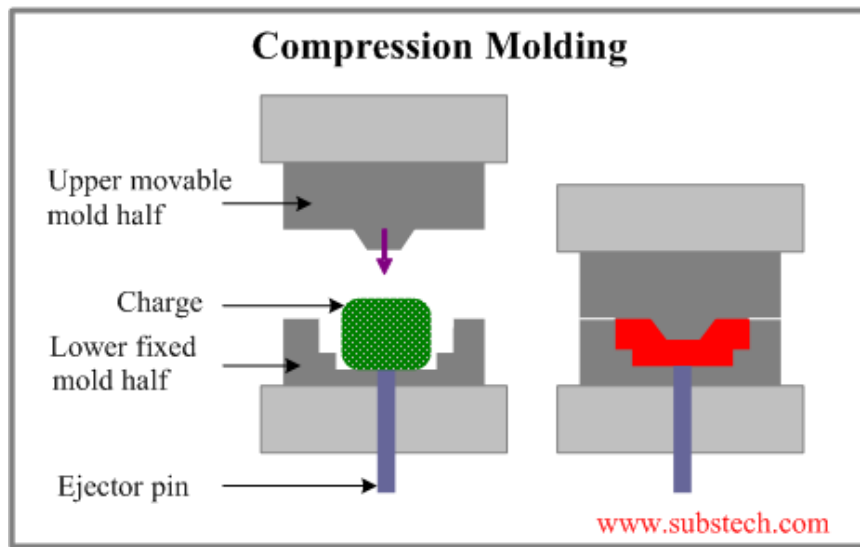 Compression Molding
Upper movable
mold half
Charge
Lower fixed
mold half
Ejector pin
www.substech.com